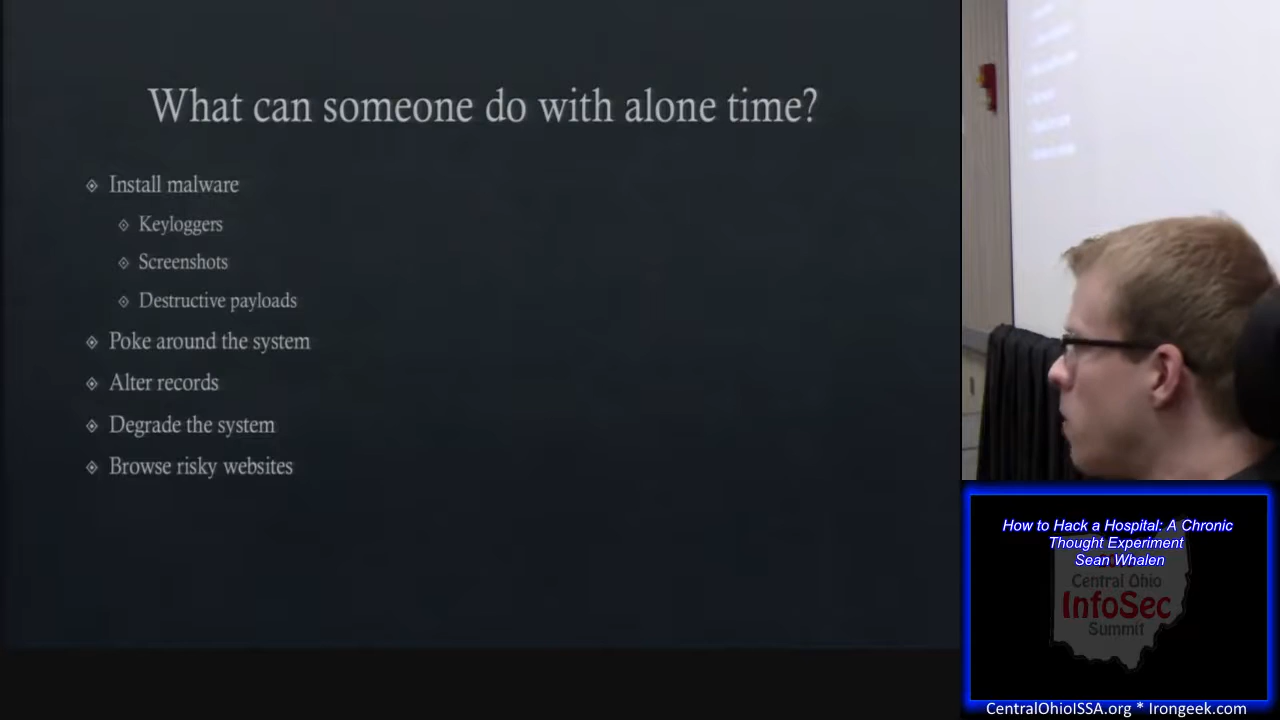 What can someone do with alone time?
Install malware
Keyloggers
Screenshots
Destructive payloads
Poke around the system
Alter records
Degrade the system
Browse risky websites
How to Hack a Hospital: A Chronic
Thought Experiment
Sean Whalen
Central Ohio
InfoSec
Summit
CentralOhioISSA.org * Irongeek.com